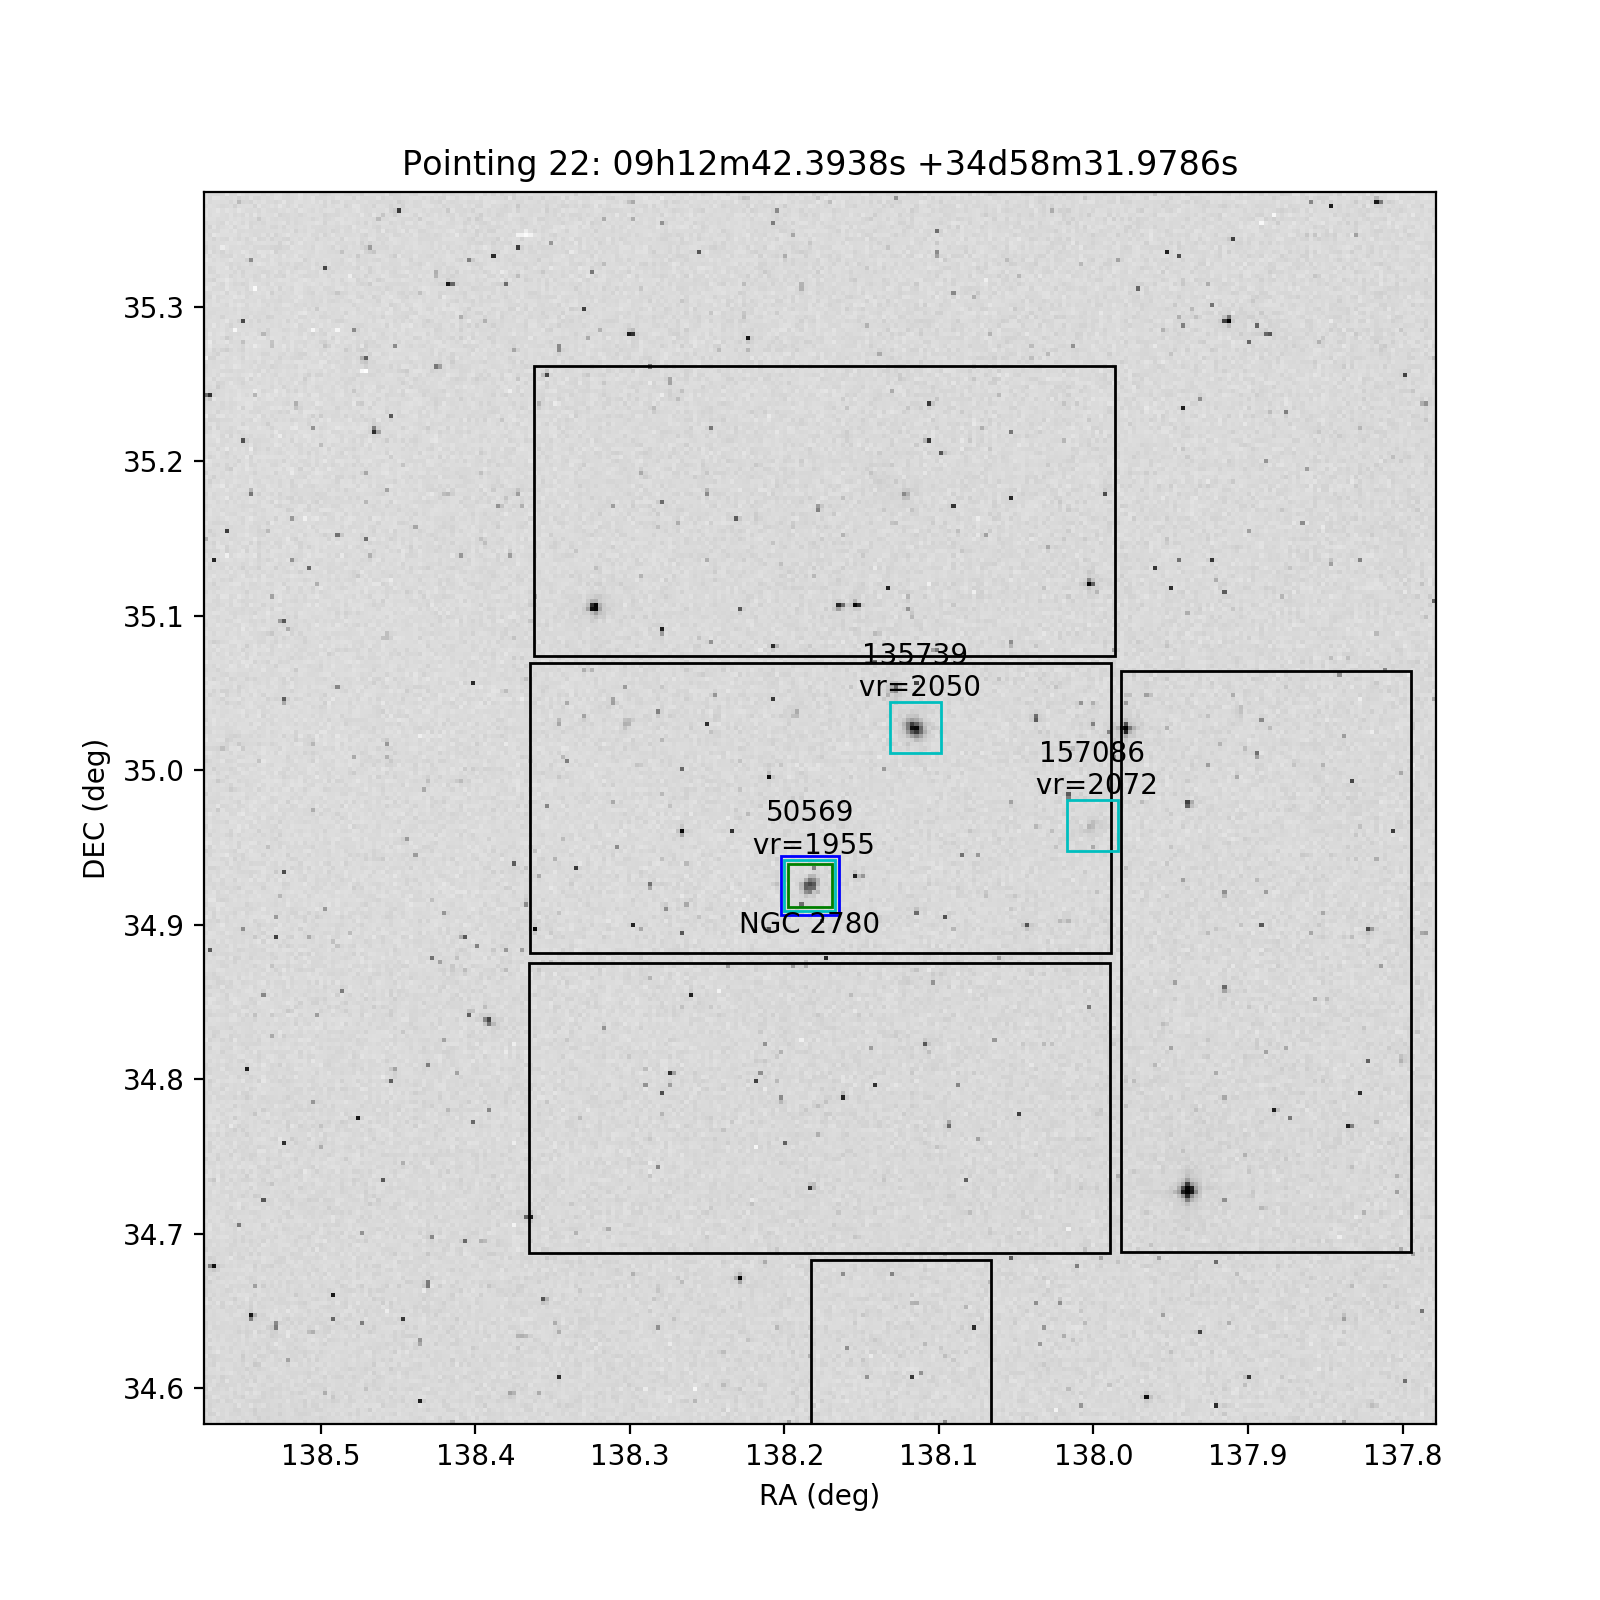 Pointing 22: 09h12m42.3938s +34d58m31.9786s
DEC (deg)
35.3
35.2
35.1
35.0
34.9
34.8
34.7
34.6
135739
vr=2050
157086
vr=2072
50569
vr=1955
NGC 2780
138.5 138.4 138.3 138.2 138.1 138.0 137.9 137.8
RA (deg)